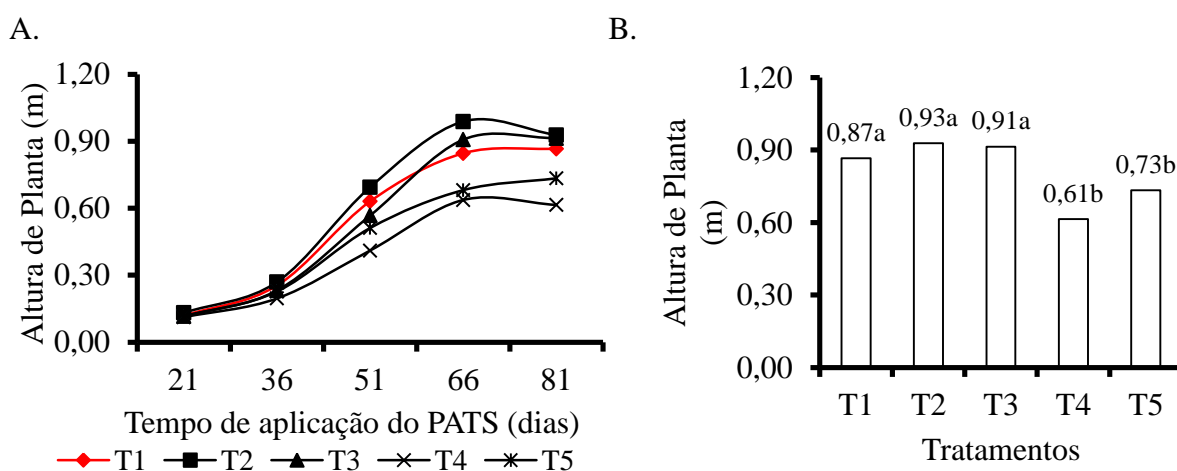 A.
Altura de Planta (m)
1,20
0,90
0,60
0,30
0,00
21 36 51 66 81
Tempo de aplicação do PATS (dias)
T1 T2 T3 T4 T5
B.
Altura de Planta
(m)
1,20
0,90
0,60
0,30
0,00
0,87a 0,93a 0,91a 0,61b 0,73b
T1 T2 T3 T4 T5
Tratamentos